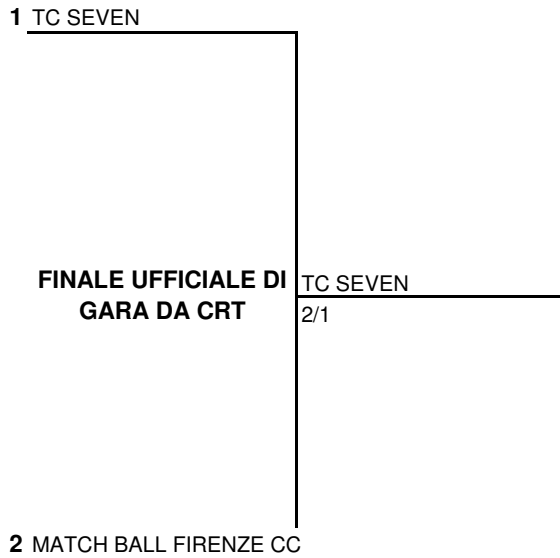 1 TC SEVEN
FINALE UFFICIALE DI
GARA DA CRT
TC SEVEN
2/1
2 MATCH BALL FIRENZE CC